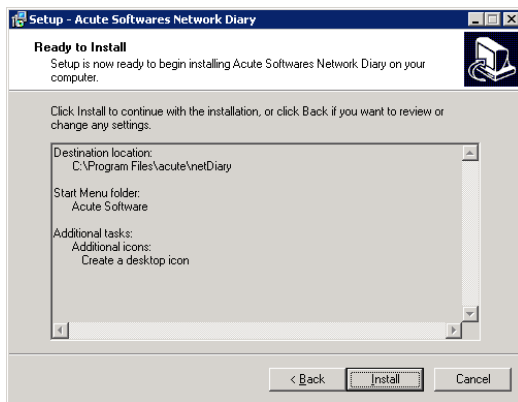 Setup - Acute Softwares Network Diary
Ready to Install
Setup is now ready to begin installing Acute Softwares Network Diary on your
computer.
Click Install to continue with the installation, or click Back if you want to review or
change any settings.
Destination location:
C:\Program Files\acute\netDiary
Start Menu folder:
Acute Software
Additional tasks:
Additional icons:
Create a desktop icon
< Back
Install
Cancel